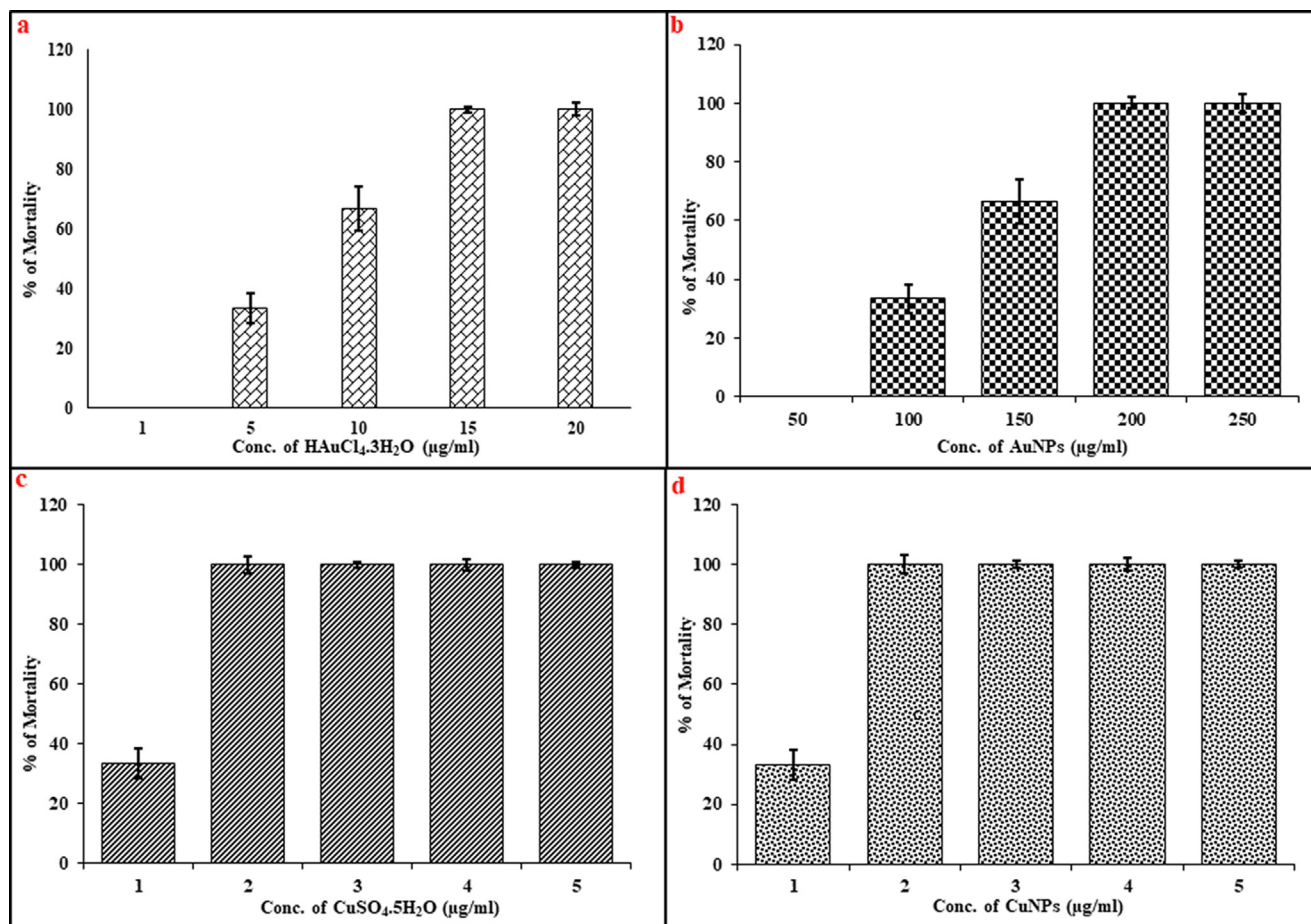 a
120
100
80
60
40
20
0
% of Mortality
1 5 10 15 20
Conc. of HAuCl₄.3H₂O (µg/ml)
b
120
100
80
60
40
20
0
% of Mortality
50 100 150 200 250
Conc. of AuNPs (µg/ml)
c
120
100
80
60
40
20
0
% of Mortality
1 2 3 4 5
Conc. of CuSO₄.5H₂O (µg/ml)
d
120
100
80
60
40
20
0
% of Mortality
1 2 3 4 5
Conc. of CuNPs (µg/ml)